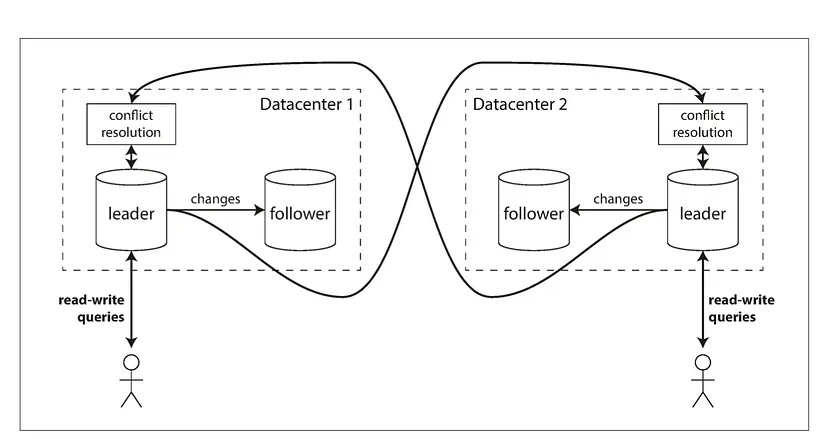 Datacenter 1
conflict
resolution
leader
changes
follower
read-write
queries
Datacenter 2
conflict
resolution
follower
changes
leader
read-write
queries